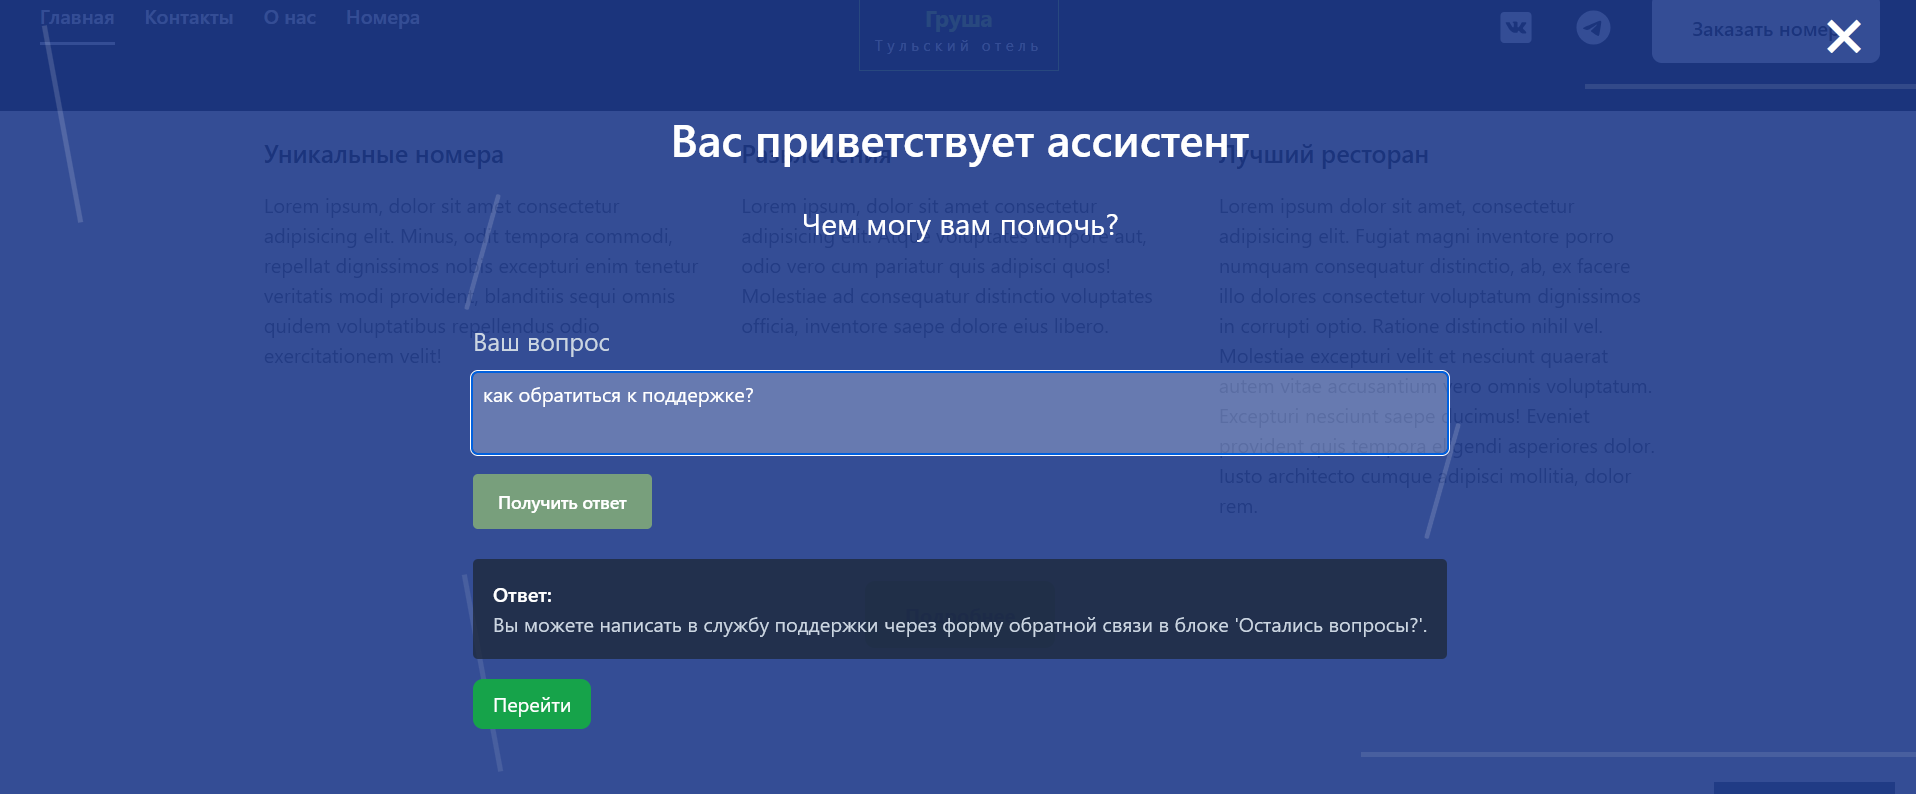 Главная
Контакты
О нас
Номера
Груша
Тульский отель
Заказать номер
Вас приветствует ассистент
Чем могу вам помочь?
Уникальные номера
Lorem ipsum, dolor sit amet consectetur
adipisicing elit. Minus, odit tempora commodi,
repellat dignissimos nobis excepturi enim tenetur
veritatis modi provident, blanditiis sequi omnis
quidem voluptatibus repellendus odio
exercitationem velit!
Развлечения
Lorem ipsum, dolor sit amet consectetur
adipisicing elit. Atque voluptates tempore aut,
odio vero cum pariatur quis adipisci quos!
Molestiae ad consequatur distinctio voluptates
officia, inventore saepe dolore eius libero.
Лучший ресторан
Lorem ipsum dolor sit amet, consectetur
adipisicing elit. Fugiat magni inventore porro
numquam consequatur distinctio, ab, ex facere
illo dolores consectetur voluptatum dignissimos
in corrupti optio. Ratione distinctio nihil vel.
Molestiae excepturi velit et nesciunt quaerat
autem vitae accusantium vero omnis voluptatum.
Excepturi nesciunt saepe ducimus! Eveniet
provident quis tempora eligendi asperiores dolor.
Iusto architecto cumque adipisci mollitia, dolor
rem.
Ваш вопрос
как обратиться к поддержке?
Получить ответ
Ответ:
Вы можете написать в службу поддержки через форму обратной связи в блоке 'Остались вопросы?'.
Перейти